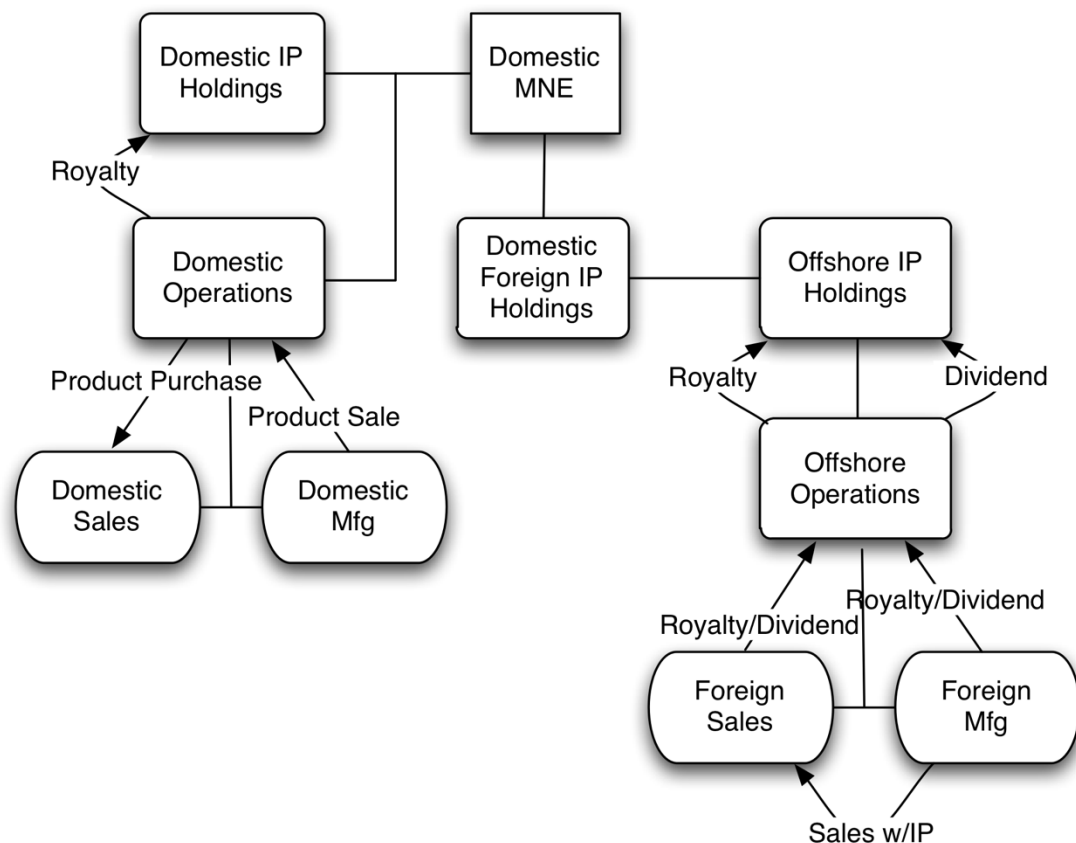 Domestic IP
Holdings
Domestic
MNE
Royalty
Domestic
Operations
Domestic
Foreign IP
Holdings
Offshore IP
Holdings
Product Purchase
Product Sale
Royalty
Dividend
Domestic
Sales
Domestic
Mfg
Offshore
Operations
Royalty/Dividend
Royalty/Dividend
Foreign
Sales
Foreign
Mfg
Sales w/IP